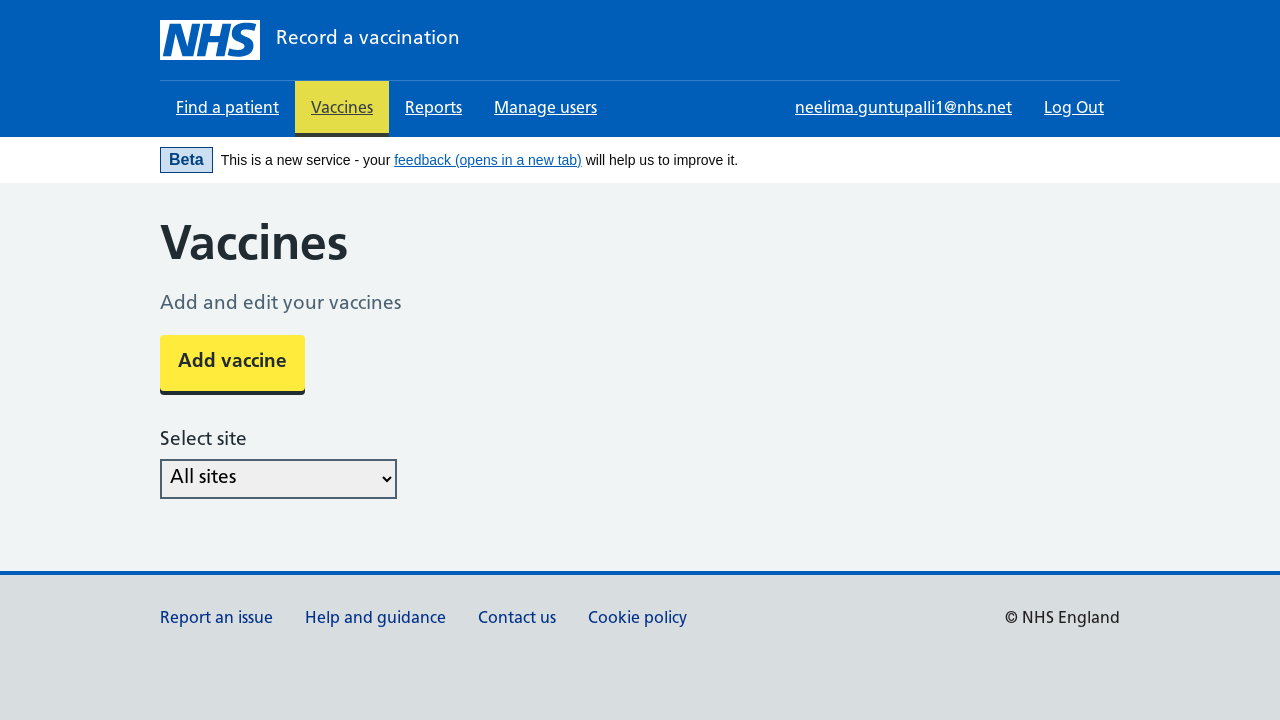 NHS Record a vaccination
Find a patient Vaccines Reports Manage users neelima.guntupalli1@nhs.net Log Out
Beta This is a new service - your feedback (opens in a new tab) will help us to improve it.
Vaccines
Add and edit your vaccines
Add vaccine
Select site
All sites
Report an issue Help and guidance Contact us Cookie policy © NHS England